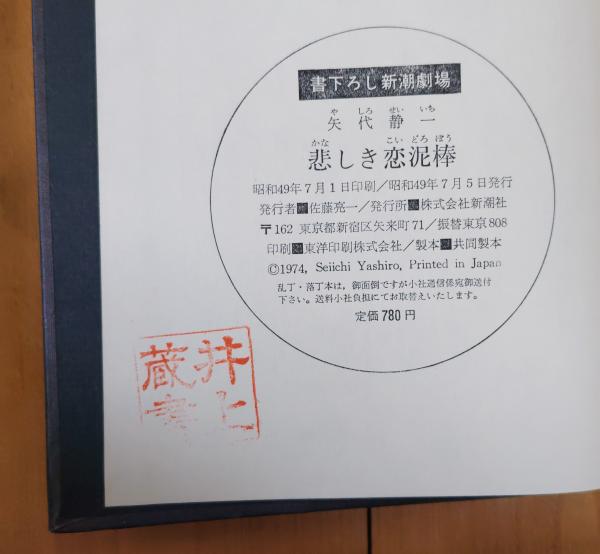 書下ろし新潮劇場
やしろせいいち
矢代静一
かなこいどろぼう
悲しき恋泥棒
昭和49年7月1日印刷／昭和49年7月5日発行
発行者■佐藤亮一／発行所■株式会社新潮社
〒162 東京都新宿区矢来町71／振替東京808
印刷■東洋印刷株式会社／製本■共同製本
©1974, Seiichi Yashiro, Printed in Japan
乱丁・落丁本は，御面倒ですが小社通信係宛御送付
下さい。送料小社負担にてお取替えいたします。
定価780円
井上
蔵書